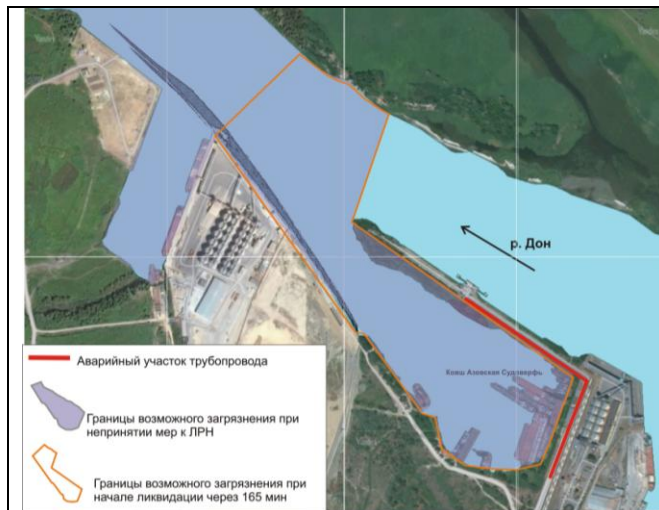 р. Дон
Ковш Азовская Судоверфь
Аварийный участок трубопровода
Границы возможного загрязнения при
непринятии мер к ЛРН
Границы возможного загрязнения при
начале ликвидации через 165 мин